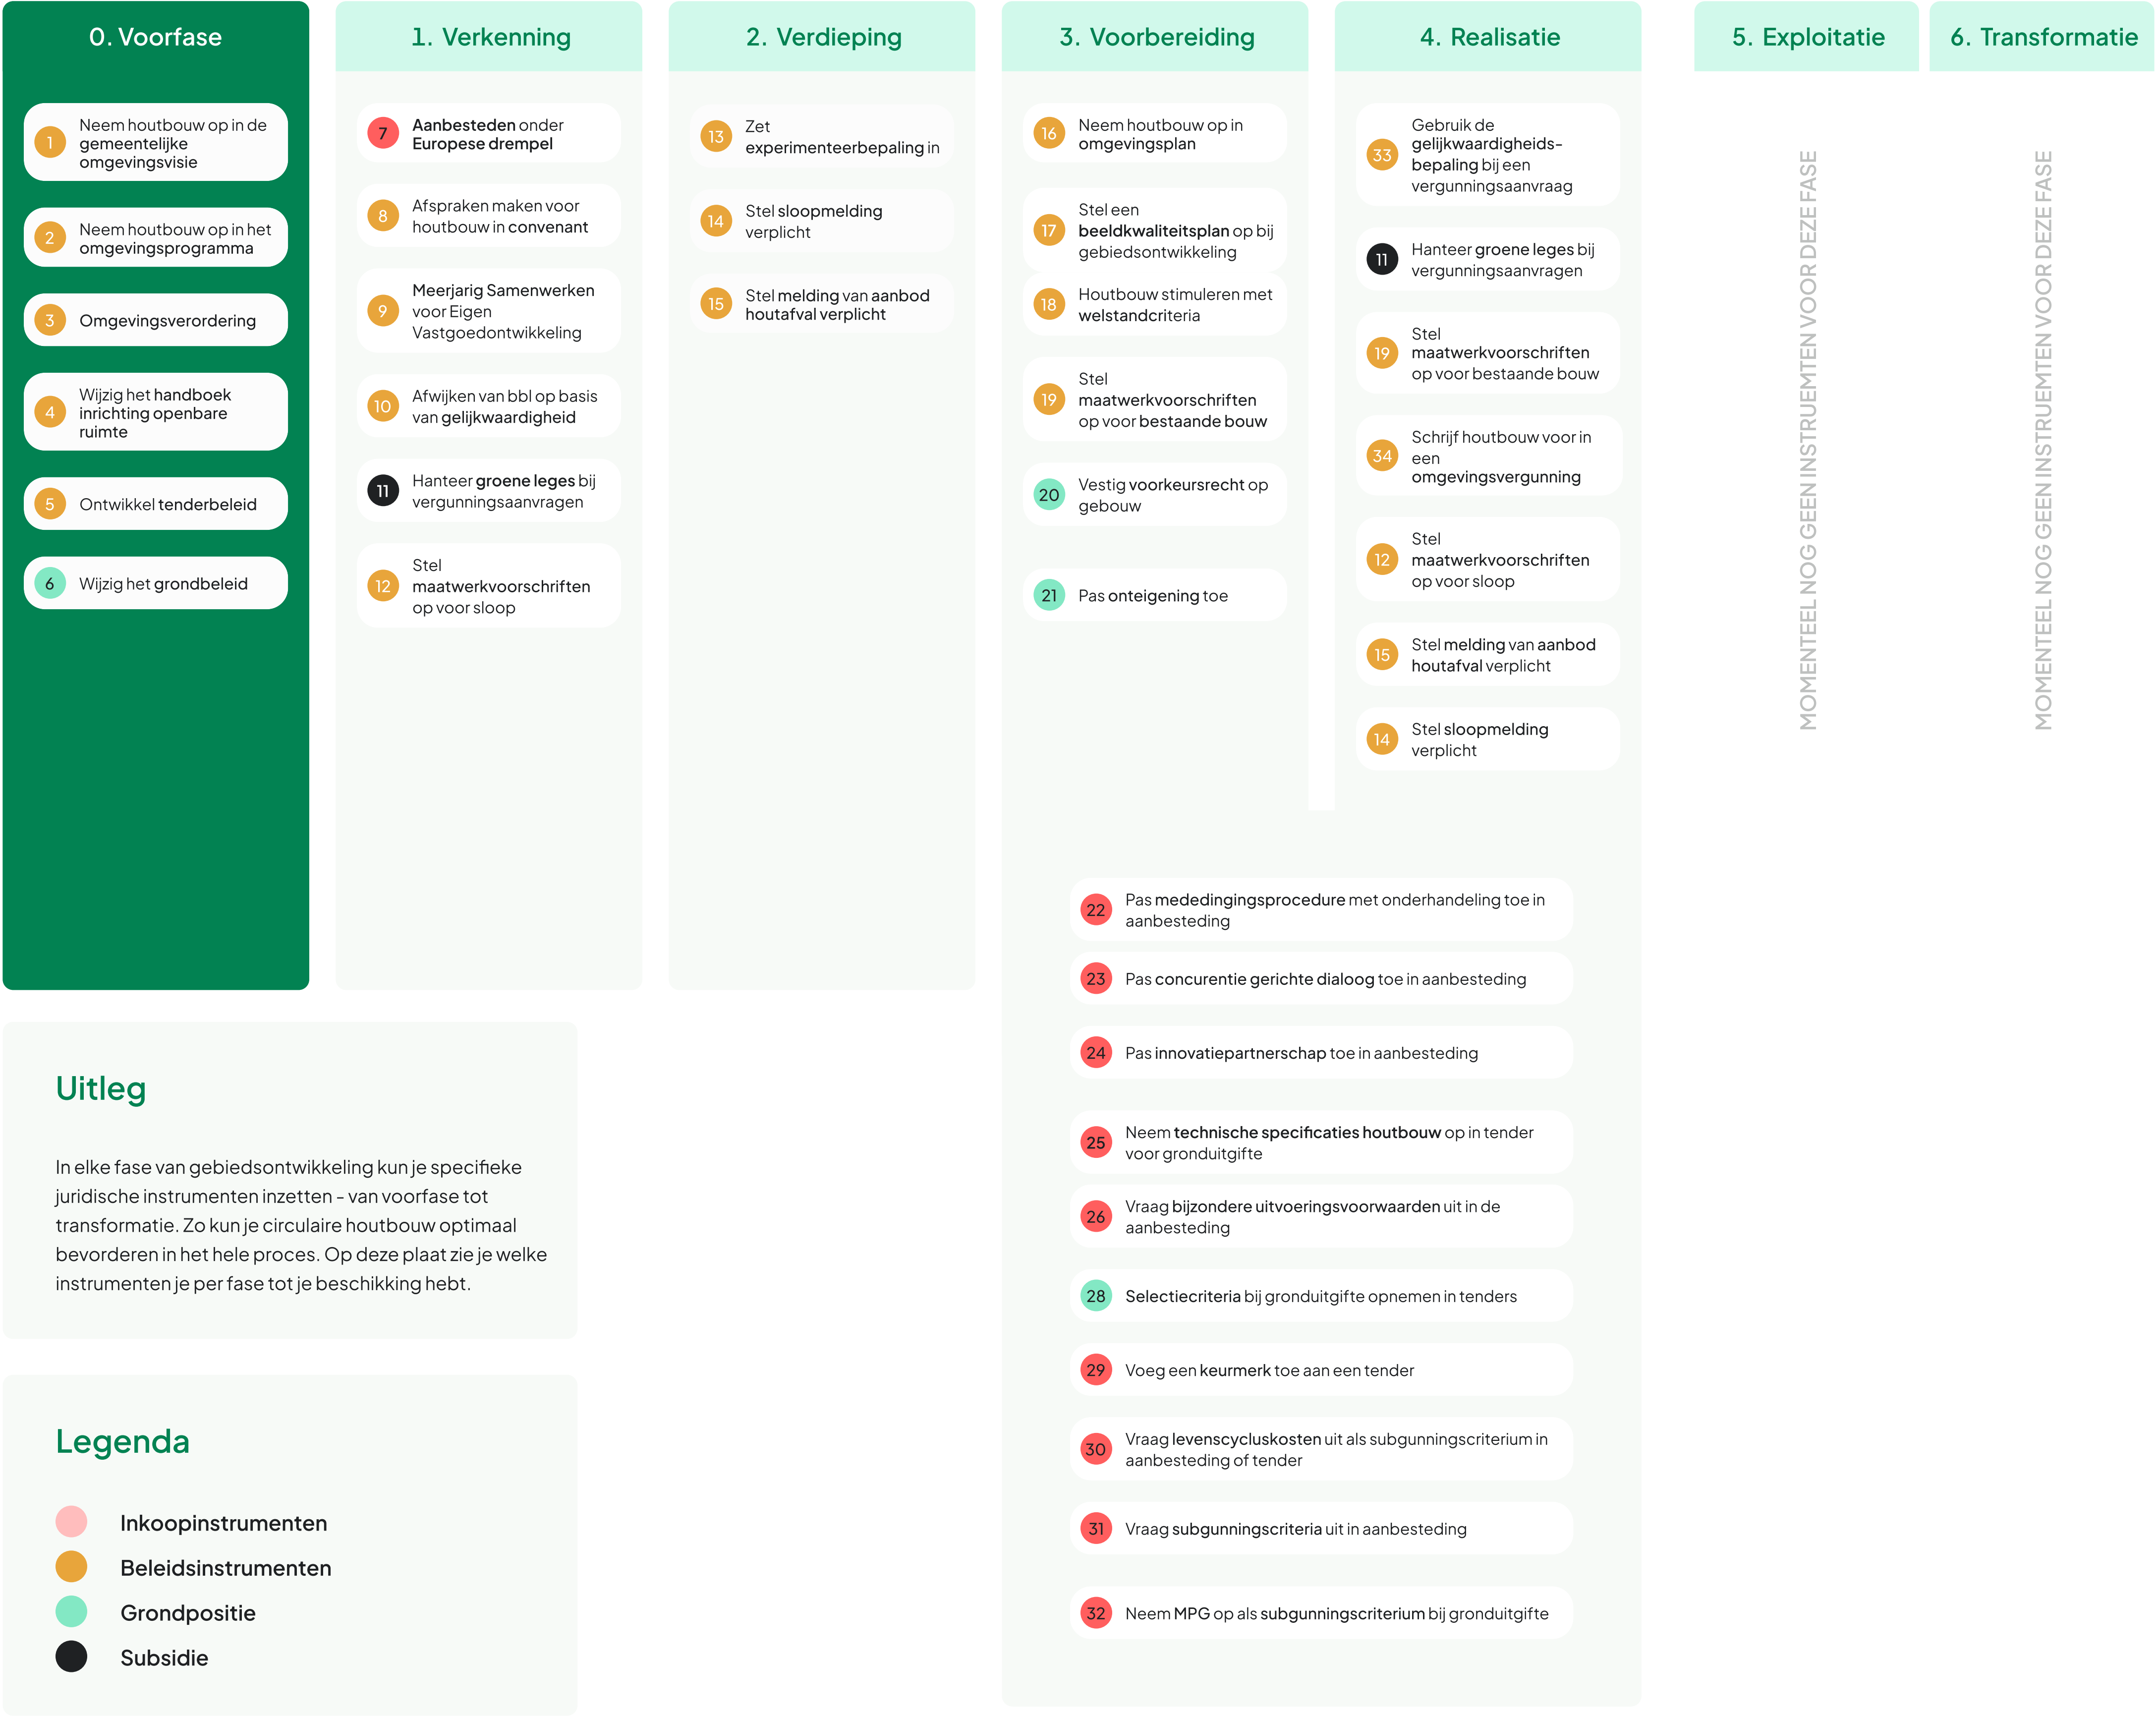 0. Voorfase
1
Neem houtbouw op in de
gemeentelijke
omgevingsvisie
2
Neem houtbouw op in het
omgevingsprogramma
3
Omgevingsverordering
4
Wijzig het handboek
inrichting openbare
ruimte
5
Ontwikkel tenderbeleid
6
Wijzig het grondbeleid
1. Verkenning
7
Aanbesteden onder
Europese drempel
8
Afspraken maken voor
houtbouw in convenant
9
Meerjarig Samenwerken
voor Eigen
Vastgoedontwikkeling
10
Afwijken van bbl op basis
van gelijkwaardigheid
11
Hanteer groene leges bij
vergunningsaanvragen
12
Stel
maatwerkvoorschriften
op voor sloop
2. Verdieping
13
Zet
experimenteerbepaling in
14
Stel sloopmelding
verplicht
15
Stel melding van aanbod
houtafval verplicht
3. Voorbereiding
16
Neem houtbouw op in
omgevingsplan
17
Stel een
beeldkwaliteitsplan op bij
gebiedsontwikkeling
18
Houtbouw stimuleren met
welstandcriteria
19
Stel
maatwerkvoorschriften
op voor bestaande bouw
20
Vestig voorkeursrecht op
gebouw
21
Pas onteigening toe
4. Realisatie
33
Gebruik de
gelijkwaardigheids-
bepaling bij een
vergunningsaanvraag
11
Hanteer groene leges bij
vergunningsaanvragen
19
Stel
maatwerkvoorschriften
op voor bestaande bouw
34
Schrijf houtbouw voor in
een
omgevingsvergunning
12
Stel
maatwerkvoorschriften
op voor sloop
15
Stel melding van aanbod
houtafval verplicht
14
Stel sloopmelding
verplicht
22
Pas mededingingsprocedure met onderhandeling toe in
aanbesteding
23
Pas concurentie gerichte dialoog toe in aanbesteding
24
Pas innovatiepartnerschap toe in aanbesteding
25
Neem technische specificaties houtbouw op in tender
voor gronduitgifte
26
Vraag bijzondere uitvoeringsvoorwaarden uit in de
aanbesteding
28
Selectiecriteria bij gronduitgifte opnemen in tenders
29
Voeg een keurmerk toe aan een tender
30
Vraag levenscycluskosten uit als subgunningscriterium in
aanbesteding of tender
31
Vraag subgunningscriteria uit in aanbesteding
32
Neem MPG op als subgunningscriterium bij gronduitgifte
5. Exploitatie
MOMENTEEL NOG GEEN INSTRUEMTEN VOOR DEZE FASE
6. Transformatie
MOMENTEEL NOG GEEN INSTRUEMTEN VOOR DEZE FASE
Uitleg
In elke fase van gebiedsontwikkeling kun je specifieke
juridische instrumenten inzetten - van voorfase tot
transformatie. Zo kun je circulaire houtbouw optimaal
bevorderen in het hele proces. Op deze plaat zie je welke
instrumenten je per fase tot je beschikking hebt.
Legenda
Inkoopinstrumenten
Beleidsinstrumenten
Grondpositie
Subsidie